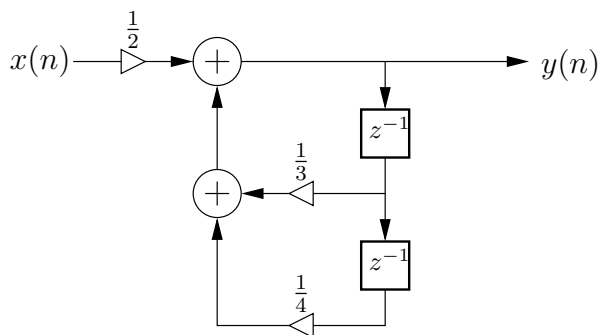 1/2
x(n)
+
y(n)
z⁻¹
1/3
+
z⁻¹
1/4